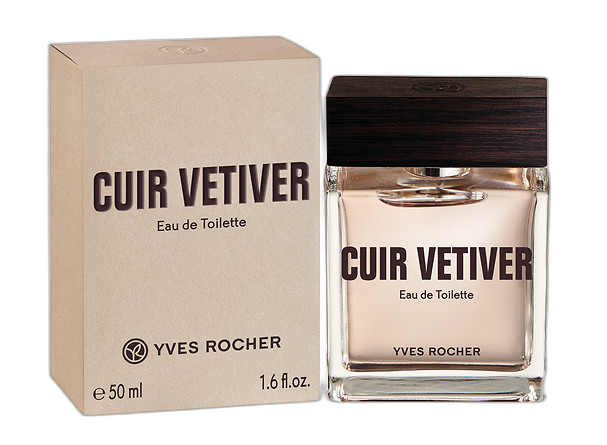 CUIR VETIVER
Eau de Toilette
YVES ROCHER
℮ 50 ml
1.6 fl.oz.
CUIR VETIVER
Eau de Toilette
YVES ROCHER